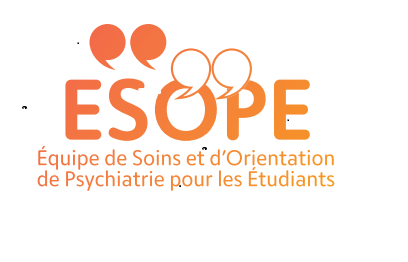 ESOPE
Équipe de Soins et d'Orientation
de Psychiatrie pour les Étudiants